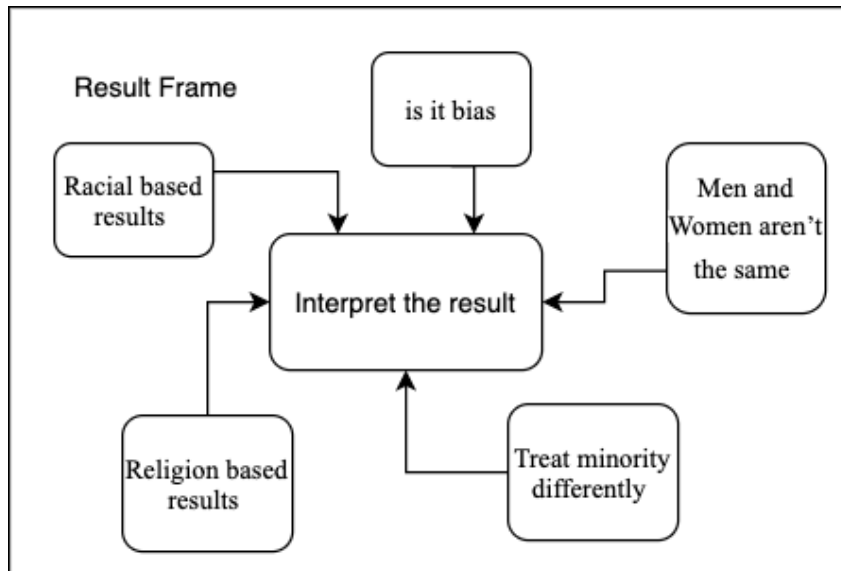 Result Frame
is it bias
Racial based
results
Men and
Women aren't
the same
Interpret the result
Religion based
results
Treat minority
differently